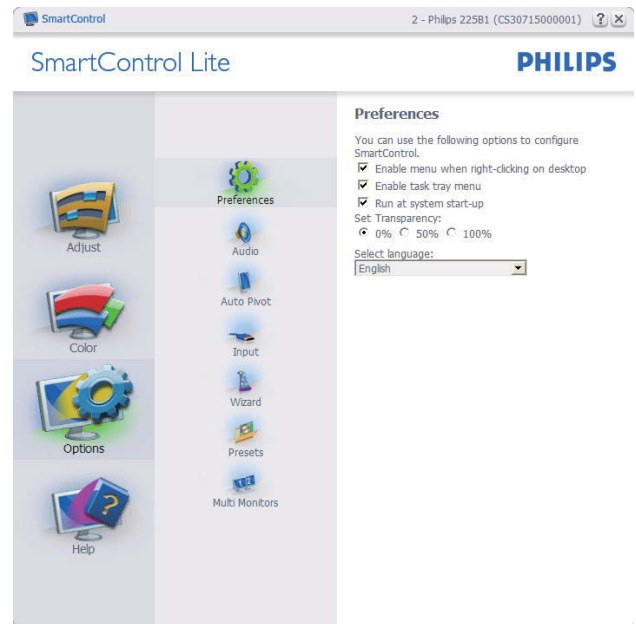 SmartControl
2 - Philips 225B1 (CS30715000001)
? ×
SmartControl Lite
PHILIPS
Adjust
Color
Options
Help
Preferences
Audio
Auto Pivot
Input
Wizard
Presets
1 2
Multi Monitors
Preferences
You can use the following options to configure
SmartControl.
Enable menu when right-clicking on desktop
Enable task tray menu
Run at system start-up
Set Transparency:
0% 50% 100%
Select language:
English